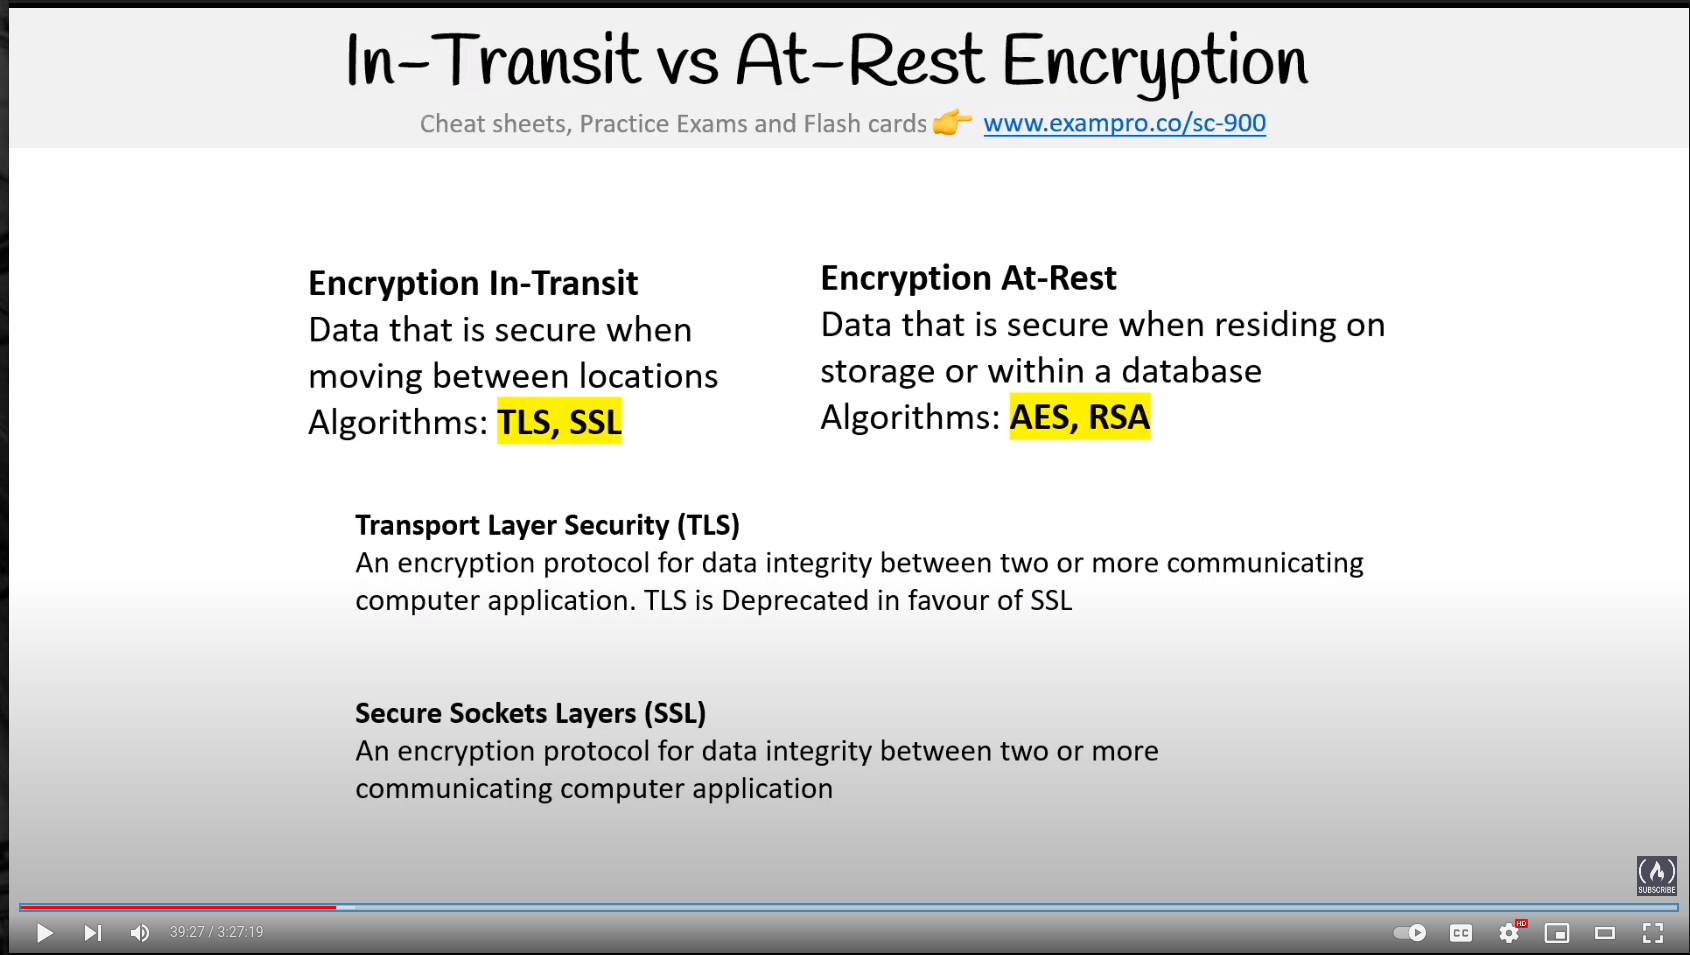 In-Transit vs At-Rest Encryption
Cheat sheets, Practice Exams and Flash cards 👉 www.exampro.co/sc-900
Encryption In-Transit
Data that is secure when
moving between locations
Algorithms: TLS, SSL
Encryption At-Rest
Data that is secure when residing on
storage or within a database
Algorithms: AES, RSA
Transport Layer Security (TLS)
An encryption protocol for data integrity between two or more communicating
computer application. TLS is Deprecated in favour of SSL
Secure Sockets Layers (SSL)
An encryption protocol for data integrity between two or more
communicating computer application
SUBSCRIBE
39:27 / 3:27:19
CC
HD